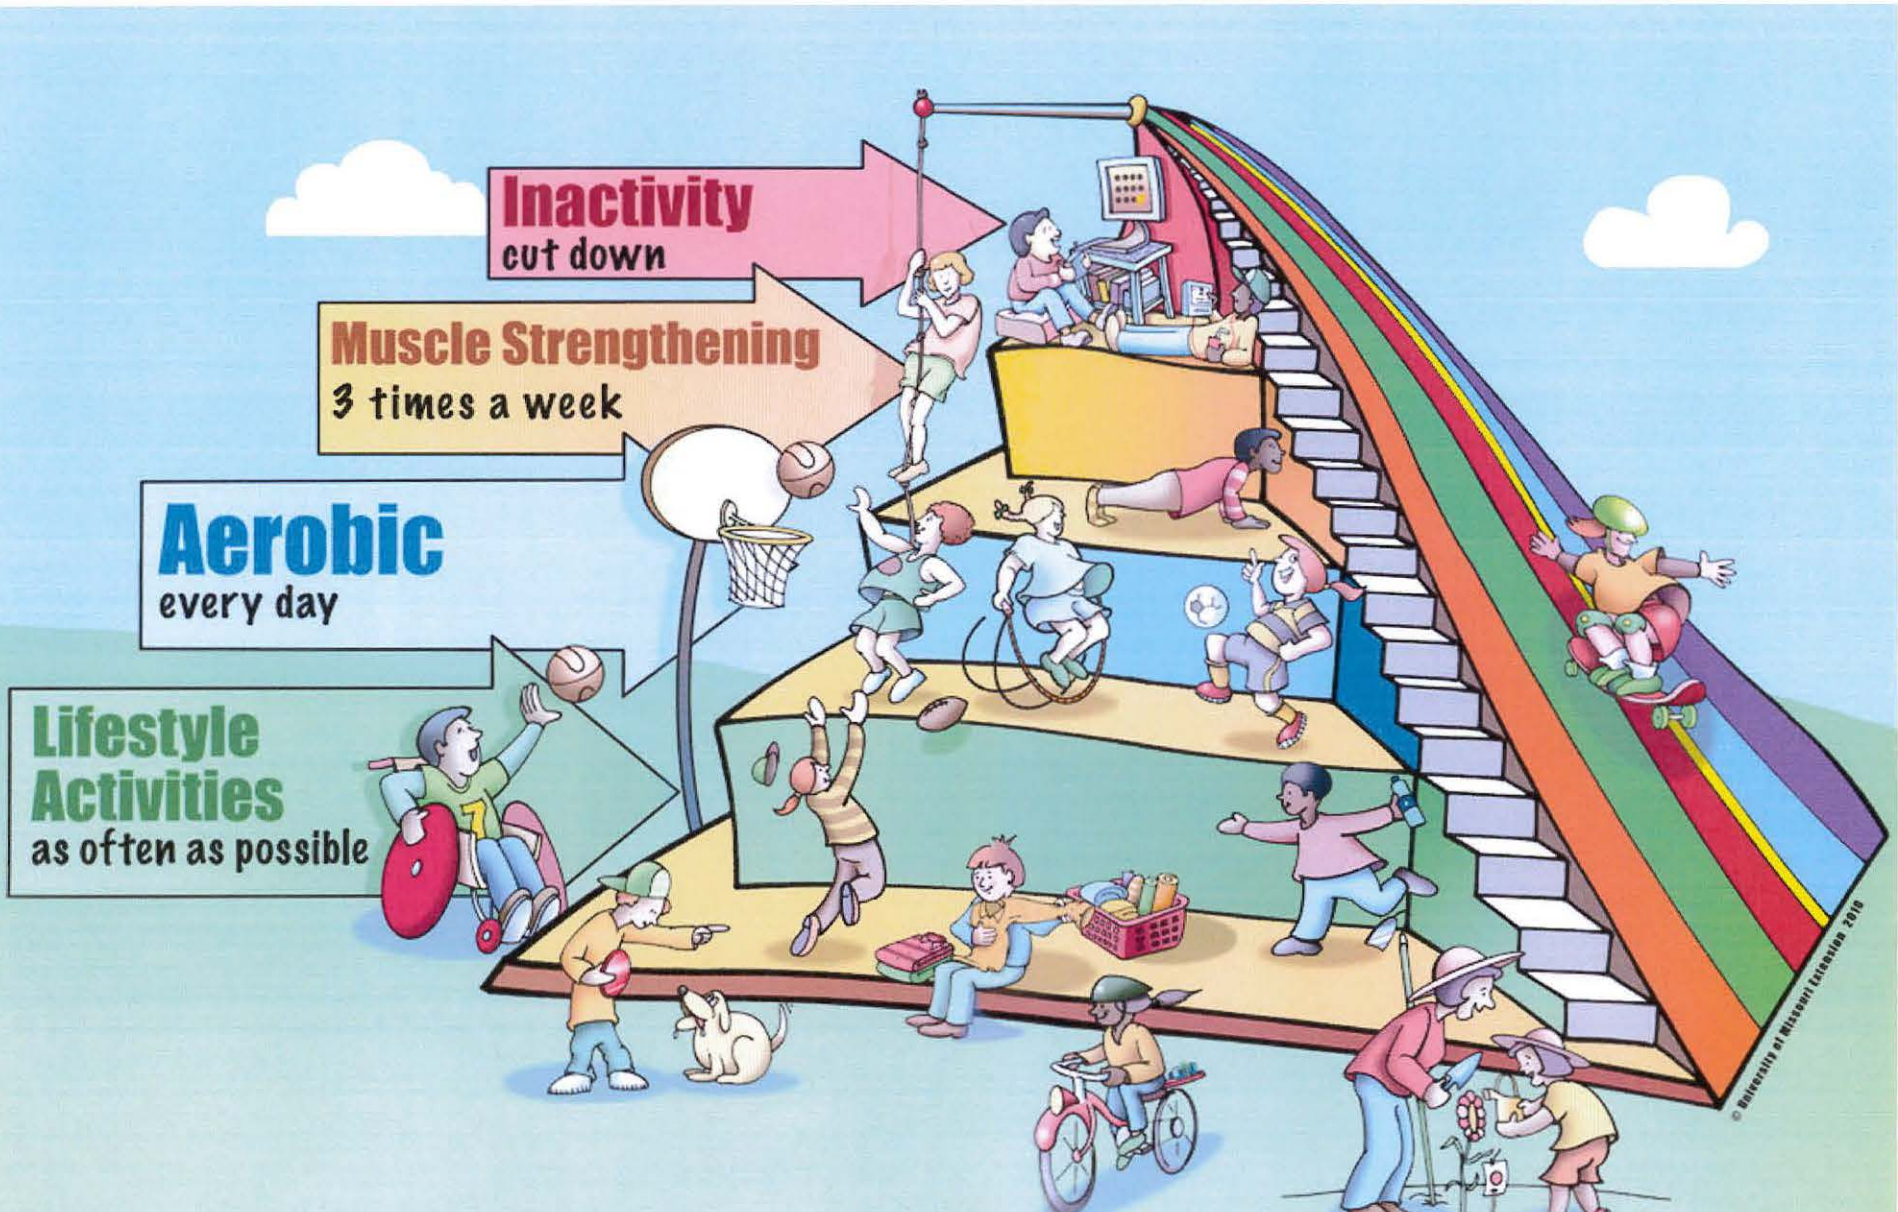 Inactivity
cut down
Muscle Strengthening
3 times a week
Aerobic
every day
Lifestyle
Activities
as often as possible
7
© University of Missouri Extension 2010